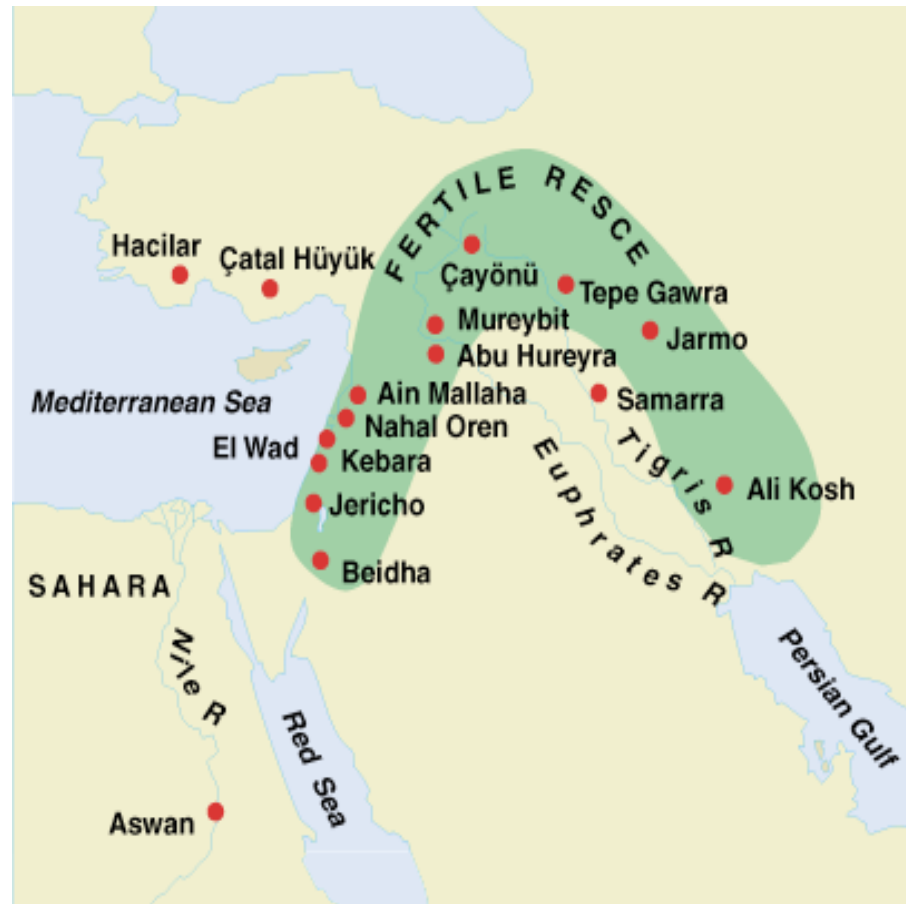 FERTILE RESCE
Hacilar
Çatal Hüyük
Çayönü
Tepe Gawra
Mureybit
Jarmo
Abu Hureyra
Ain Mallaha
Samarra
Mediterranean Sea
Nahal Oren
El Wad
Kebara
Tigris R
Euphrates R
Ali Kosh
Jericho
Beidha
SAHARA
Nile R
Red Sea
Persian Gulf
Aswan